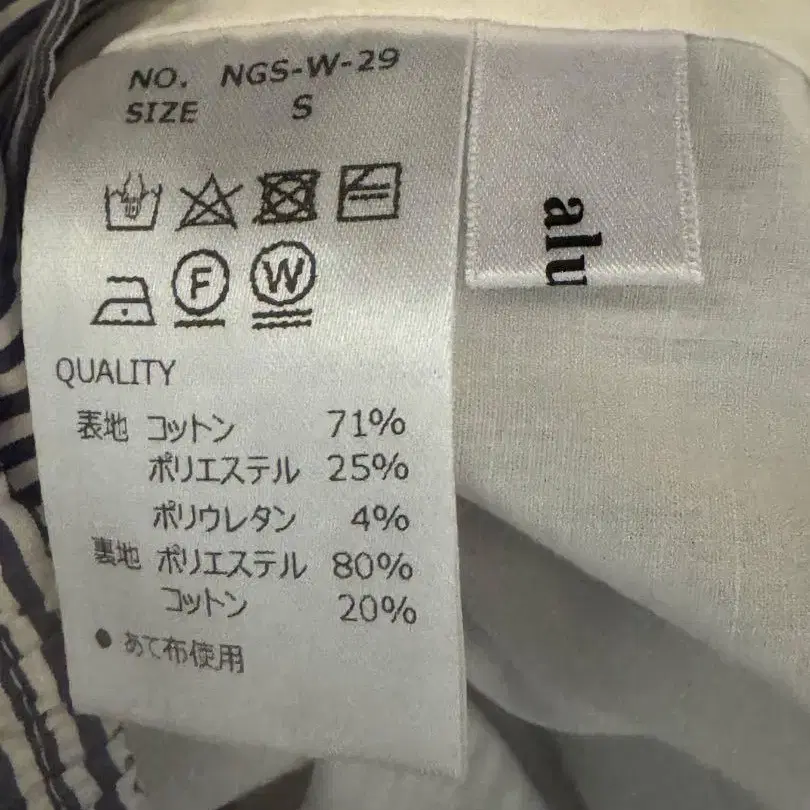 NO. NGS-W-29
SIZE S
F W
QUALITY
表地 コットン 71%
ポリエステル 25%
ポリウレタン 4%
裏地 ポリエステル 80%
コットン 20%
● あて布使用
alu